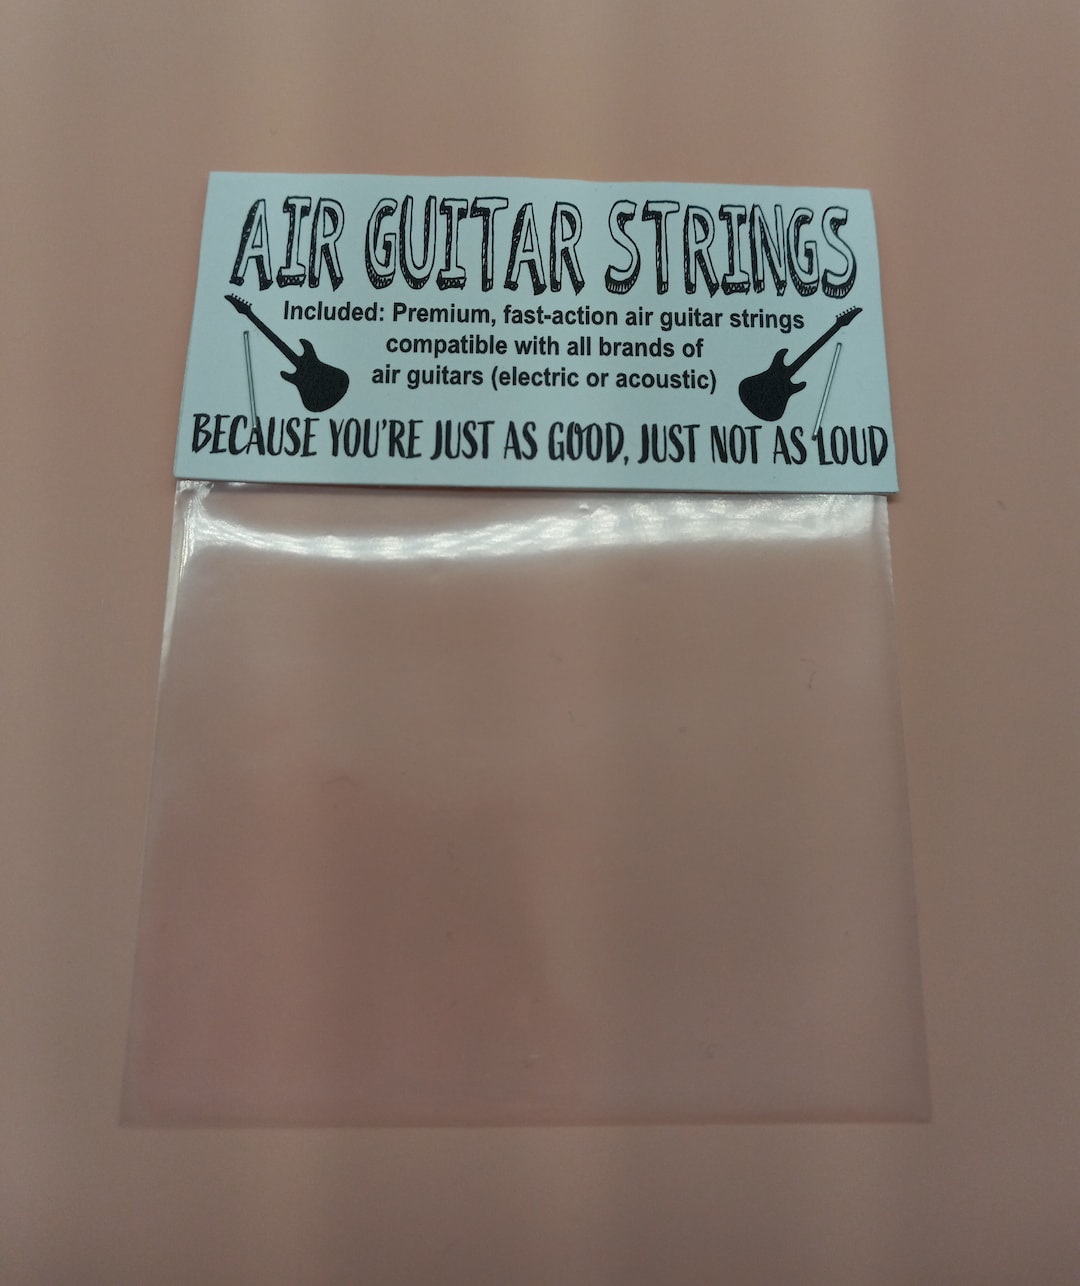 AIR GUITAR STRINGS
Included: Premium, fast-action air guitar strings
compatible with all brands of
air guitars (electric or acoustic)
BECAUSE YOU'RE JUST AS GOOD, JUST NOT AS LOUD